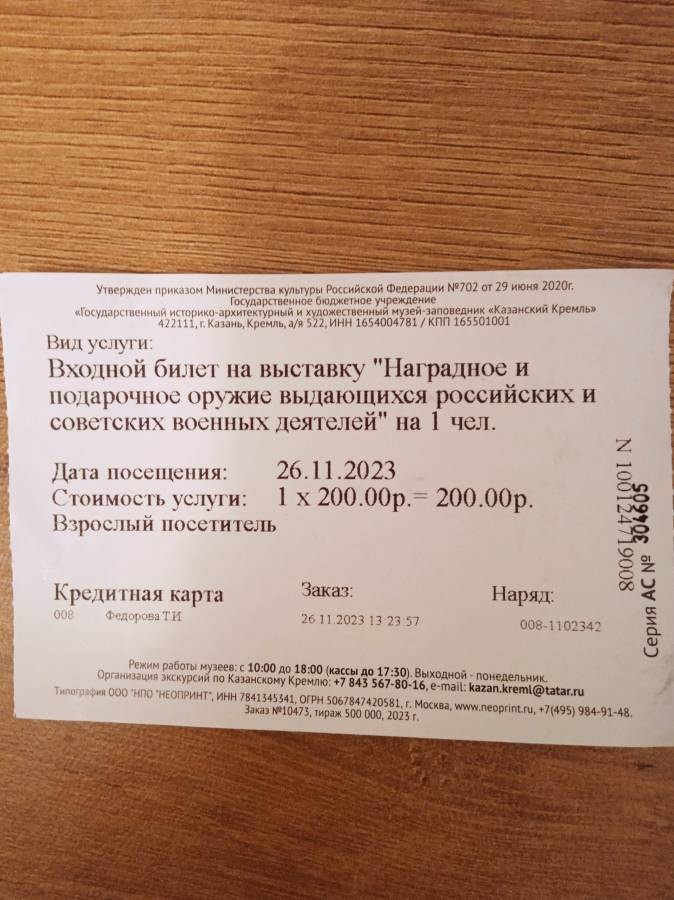 Утвержден приказом Министерства культуры Российской Федерации №702 от 29 июня 2020г.
Государственное бюджетное учреждение
«Государственный историко-архитектурный и художественный музей-заповедник «Казанский Кремль»
422111, г. Казань, Кремль, а/я 522, ИНН 1654004781 / КПП 165501001
Вид услуги:
Входной билет на выставку "Наградное и
подарочное оружие выдающихся российских и
советских военных деятелей" на 1 чел.
Дата посещения: 26.11.2023
Стоимость услуги: 1 x 200.00р.= 200.00р.
Взрослый посетитель
Кредитная карта Заказ: Наряд:
008 Федорова Т.И 26.11.2023 13:23:57 008-1102342
Режим работы музеев: с 10:00 до 18:00 (кассы до 17:30). Выходной - понедельник.
Организация экскурсий по Казанскому Кремлю: +7 843 567-80-16, e-mail: kazan.kreml@tatar.ru
Типография ООО "НПО "НЕОПРИНТ", ИНН 7841345341, ОГРН 5067847420581, г. Москва, www.neoprint.ru, +7(495) 984-91-48.
Заказ №10473, тираж 500 000, 2023 г.
N 100124719008
Серия АС № 304605